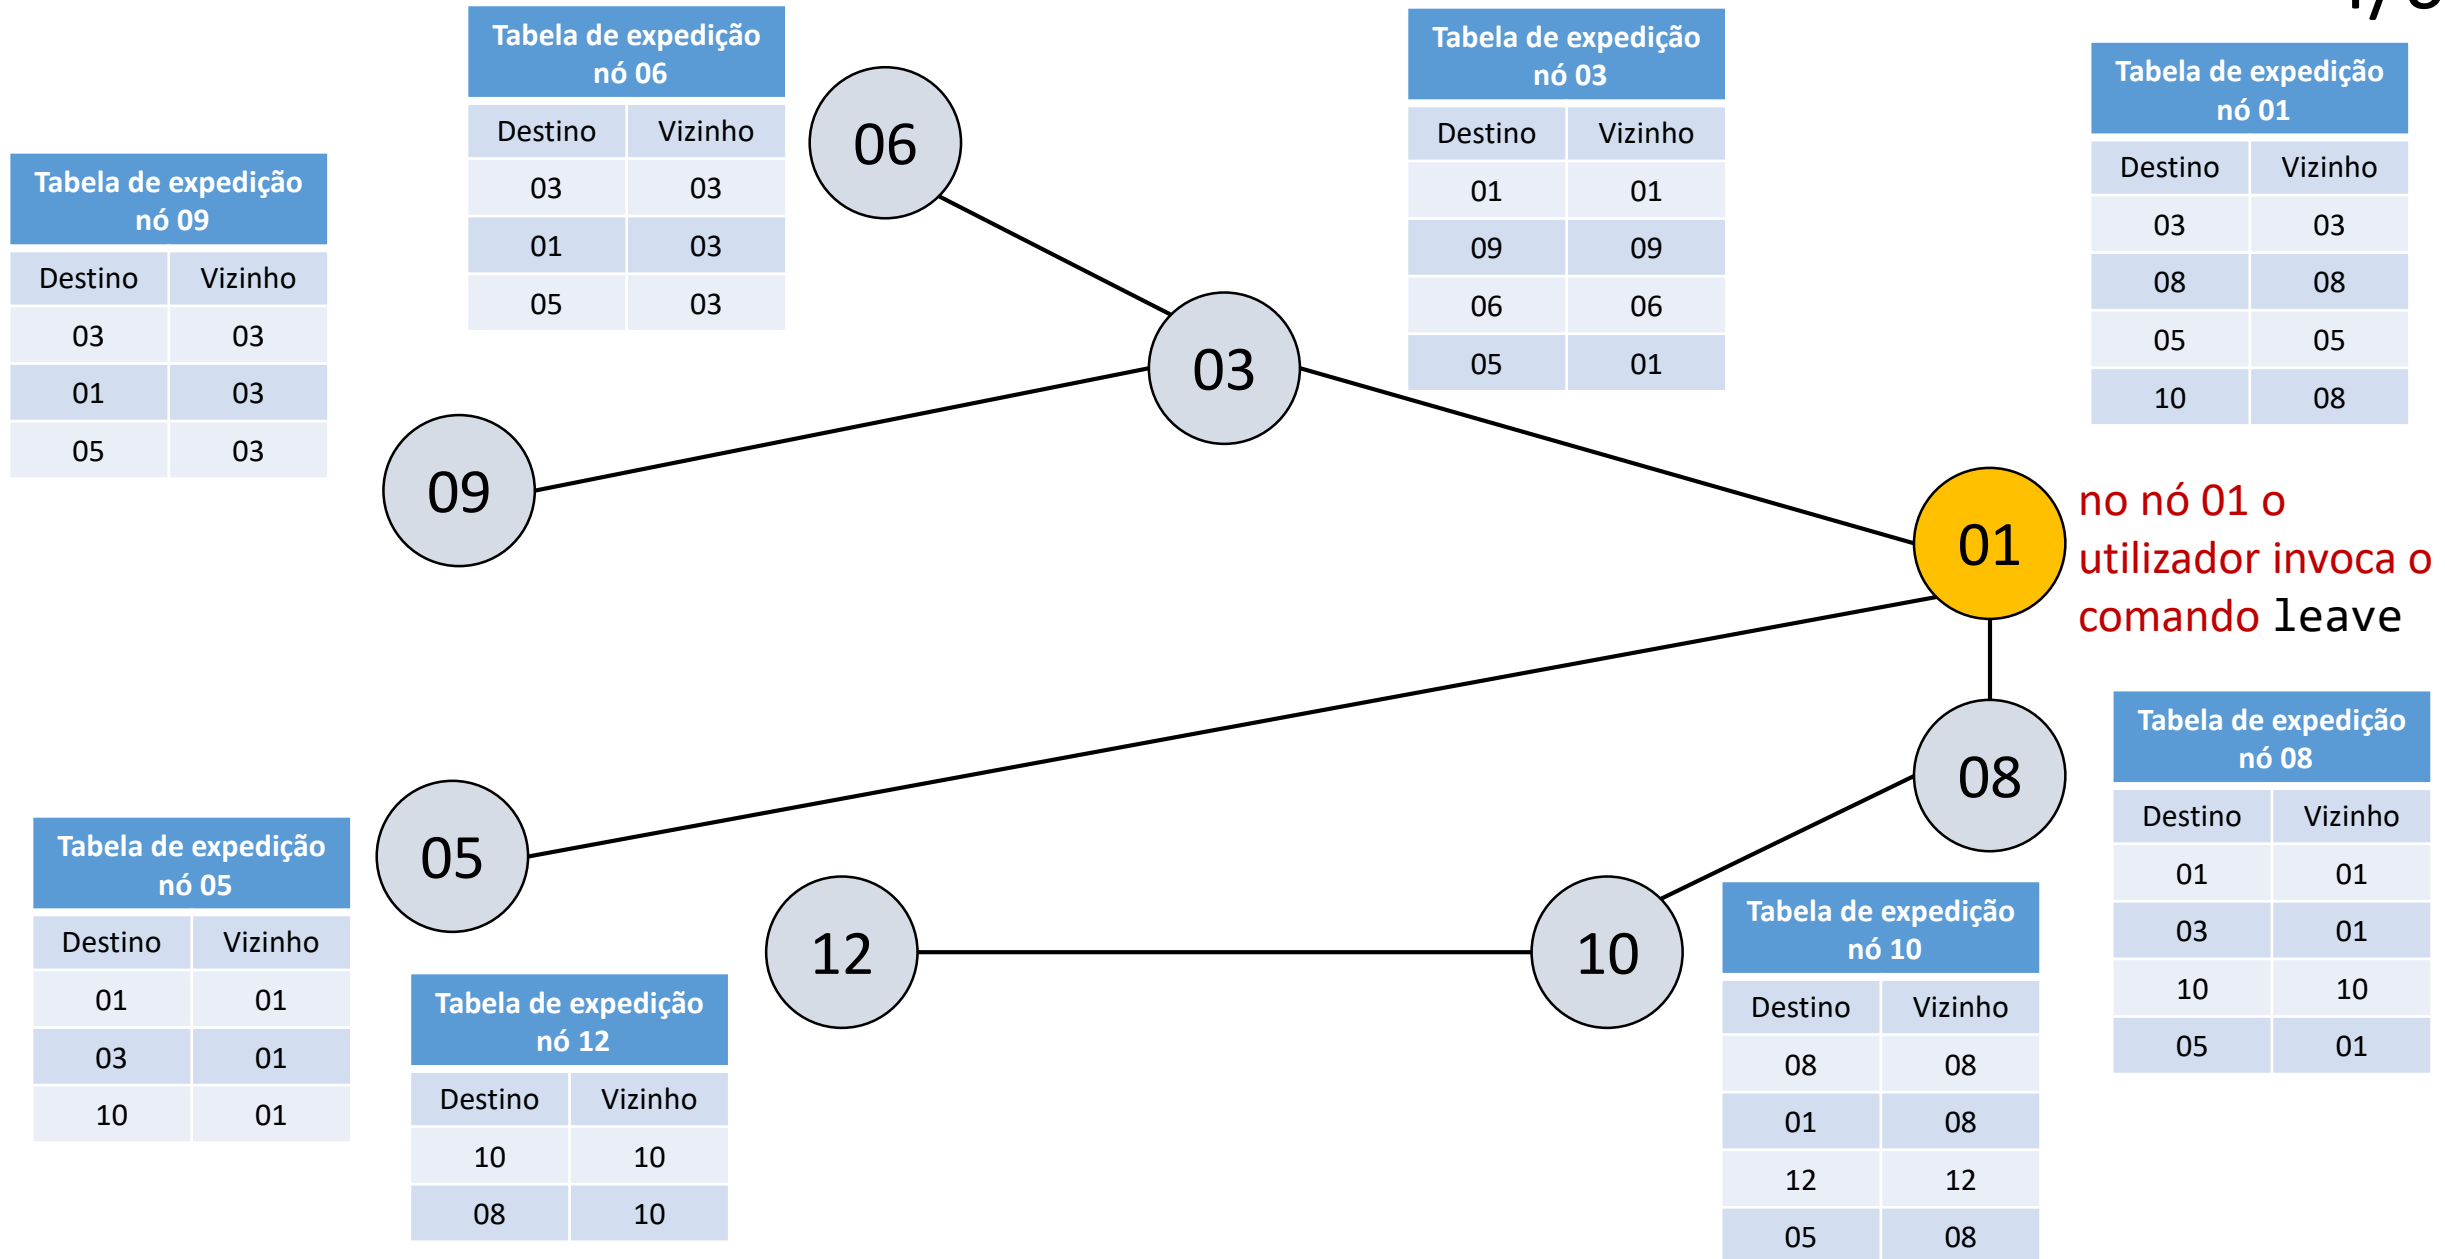 Tabela de expedição
nó 06
Destino Vizinho
03 03
01 03
05 03
Tabela de expedição
nó 03
Destino Vizinho
01 01
09 09
06 06
05 01
Tabela de expedição
nó 01
Destino Vizinho
03 03
08 08
05 05
10 08
Tabela de expedição
nó 09
Destino Vizinho
03 03
01 03
05 03
06
03
09
01
no nó 01 o
utilizador invoca o
comando leave
08
05
12
10
Tabela de expedição
nó 08
Destino Vizinho
01 01
03 01
10 10
05 01
Tabela de expedição
nó 05
Destino Vizinho
01 01
03 01
10 01
Tabela de expedição
nó 12
Destino Vizinho
10 10
08 10
Tabela de expedição
nó 10
Destino Vizinho
08 08
01 08
12 12
05 08